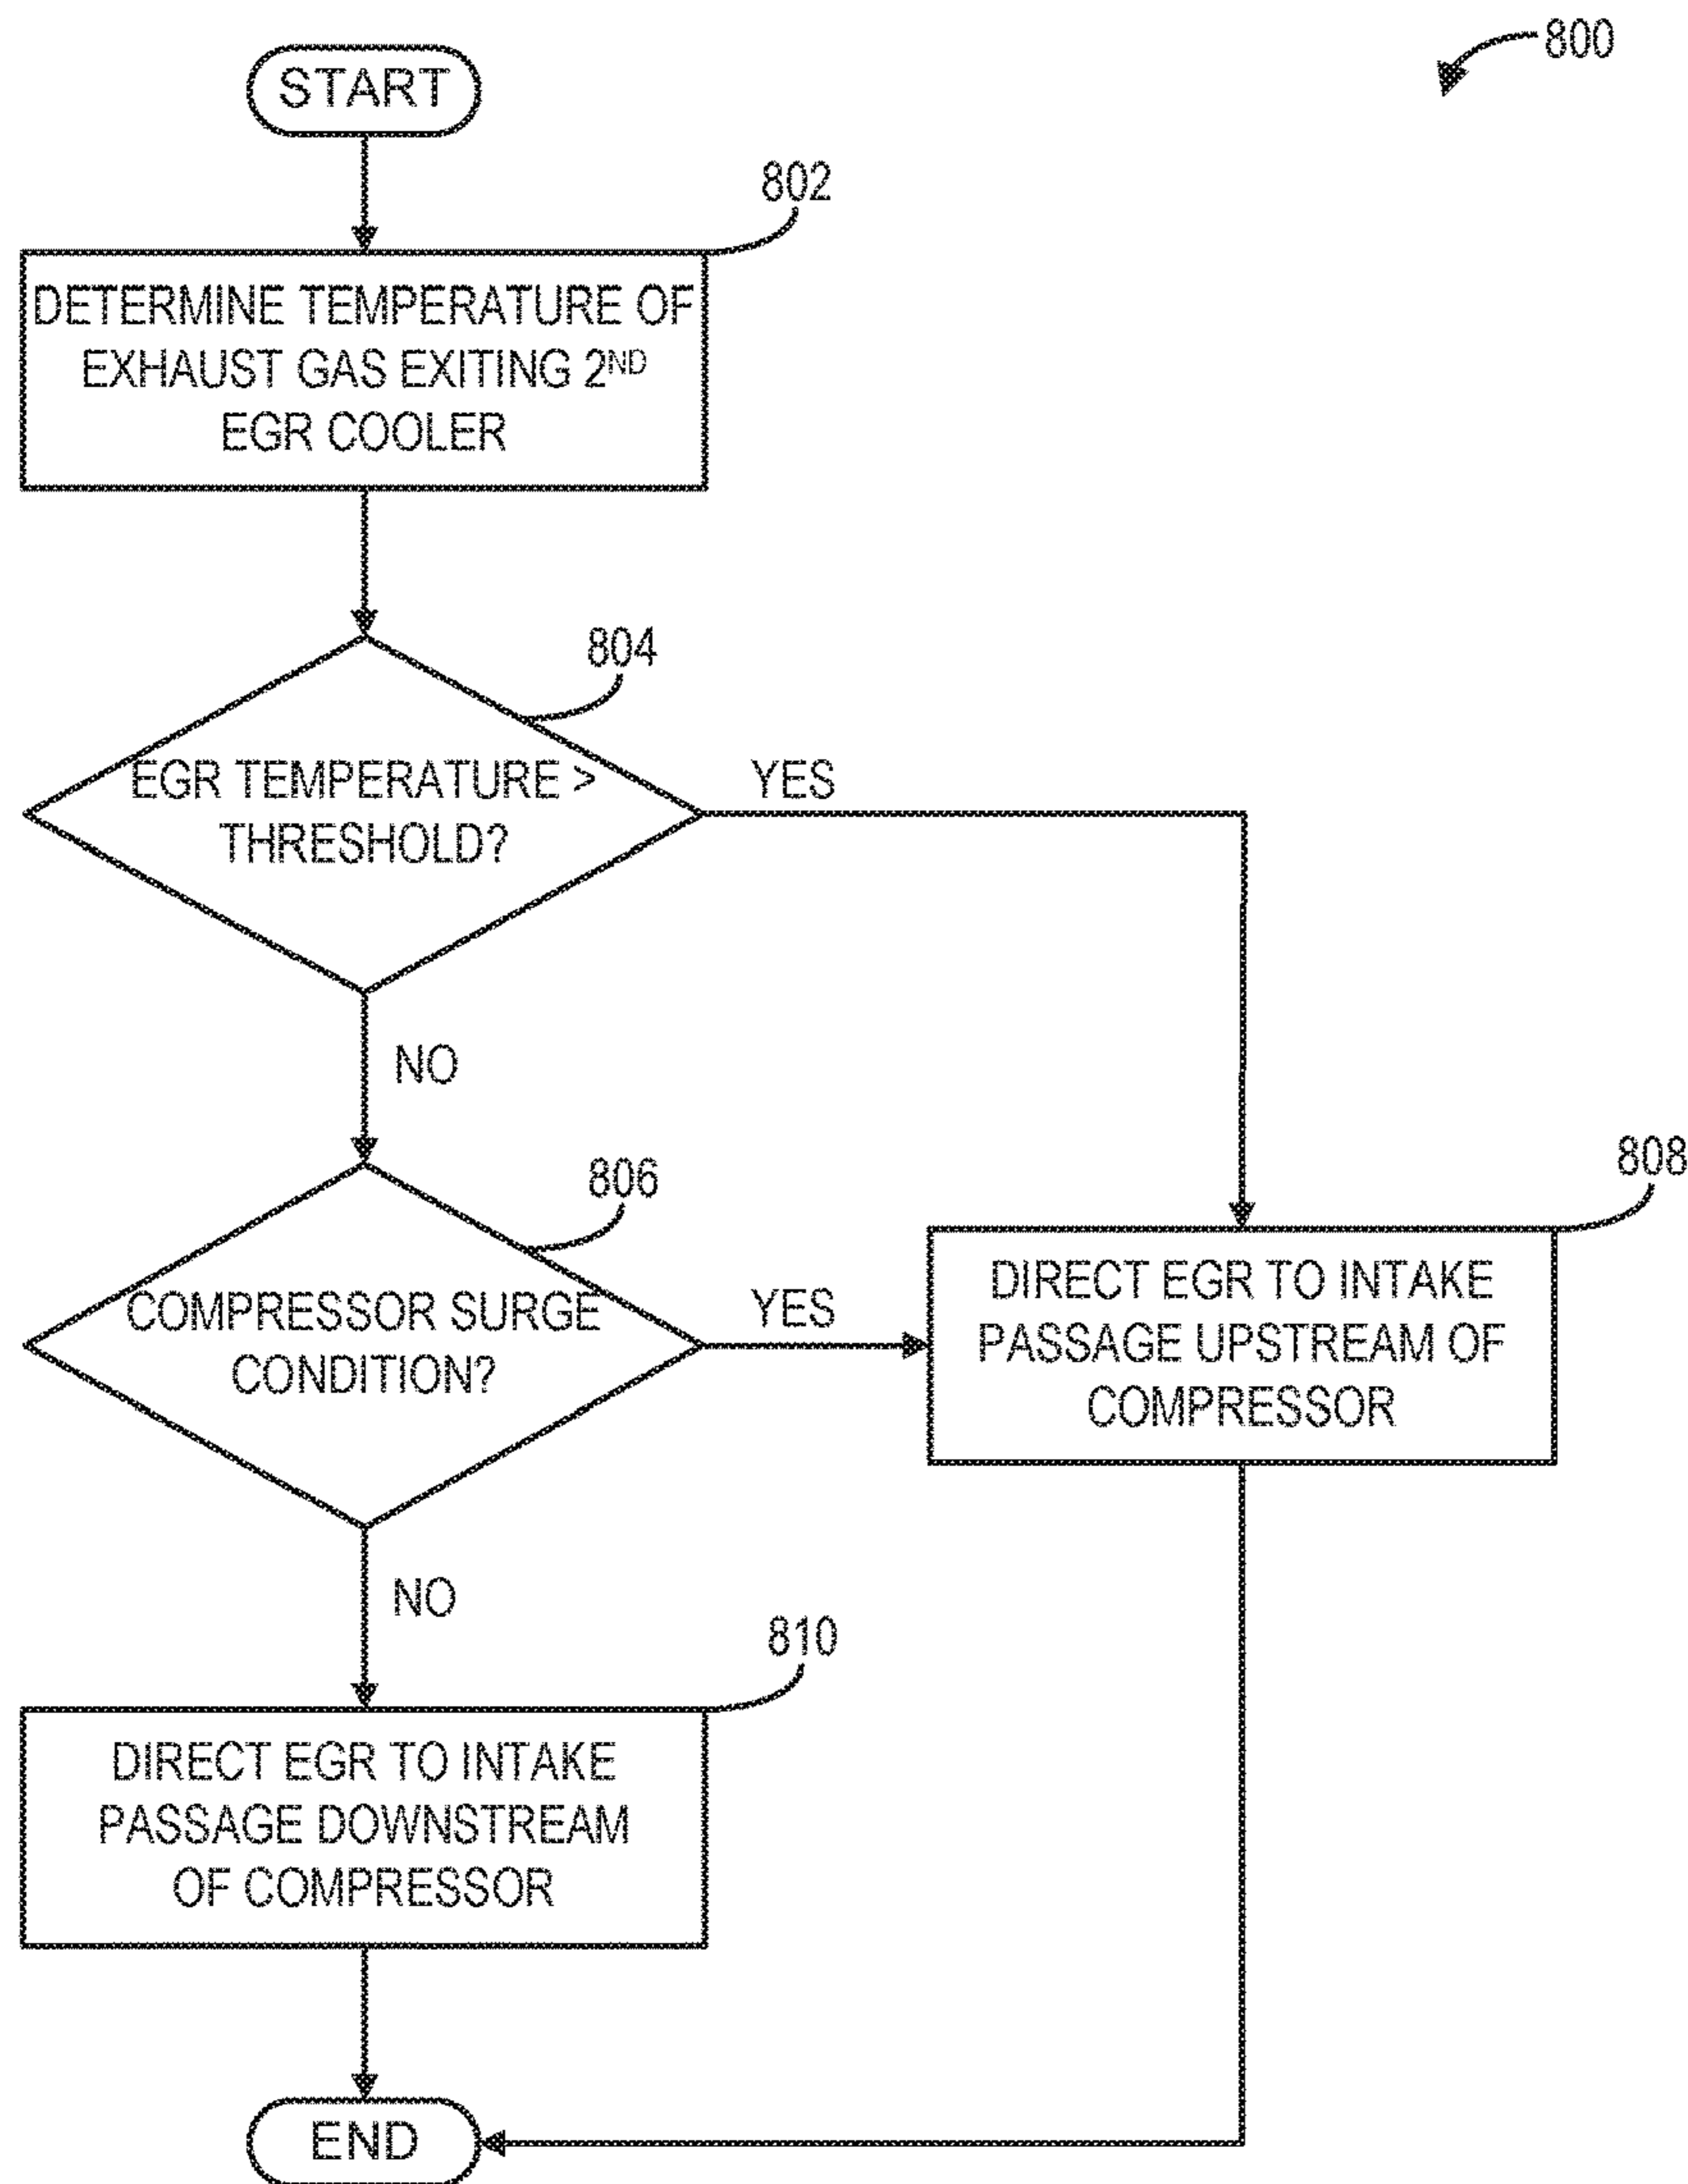 800
START
802
DETERMINE TEMPERATURE OF
EXHAUST GAS EXITING 2ND
EGR COOLER
804
EGR TEMPERATURE >
THRESHOLD?
YES
NO
806
COMPRESSOR SURGE
CONDITION?
YES
808
DIRECT EGR TO INTAKE
PASSAGE UPSTREAM OF
COMPRESSOR
NO
810
DIRECT EGR TO INTAKE
PASSAGE DOWNSTREAM
OF COMPRESSOR
END